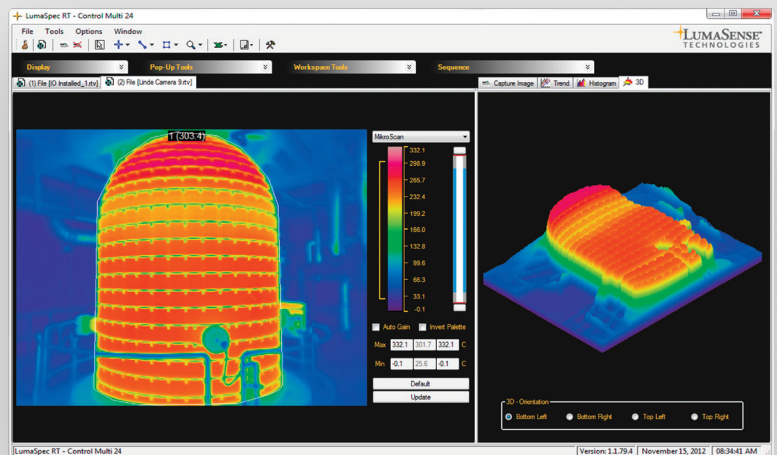 LumaSpec RT - Control Multi 24
File Tools Options Window
LUMASENSE
TECHNOLOGIES
Display Pop-Up Tools Workspace Tools Sequence
(1) File [IO Installed_1.rtv] (2) File [Linde Camera 9.rtv] Capture Image Trend Histogram 3D
1 (303.4)
MikroScan
332.1
298.9
265.7
232.4
199.2
166.0
132.8
99.6
66.3
33.1
-0.1
Auto Gain Invert Palette
Max 332.1 301.7 332.1 C
Min -0.1 25.6 -0.1 C
Default
Update
3D - Orientation
Bottom Left Bottom Right Top Left Top Right
LumaSpec RT - Control Multi 24 Version: 1.1.79.4 November 15, 2012 08:34:41 AM